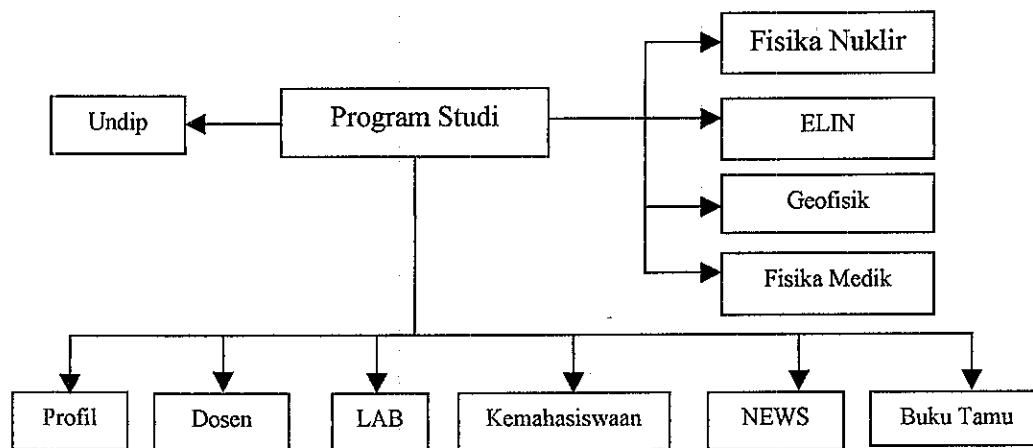 Fisika Nuklir
Undip
Program Studi
ELIN
Geofisik
Fisika Medik
Profil
Dosen
LAB
Kemahasiswaan
NEWS
Buku Tamu